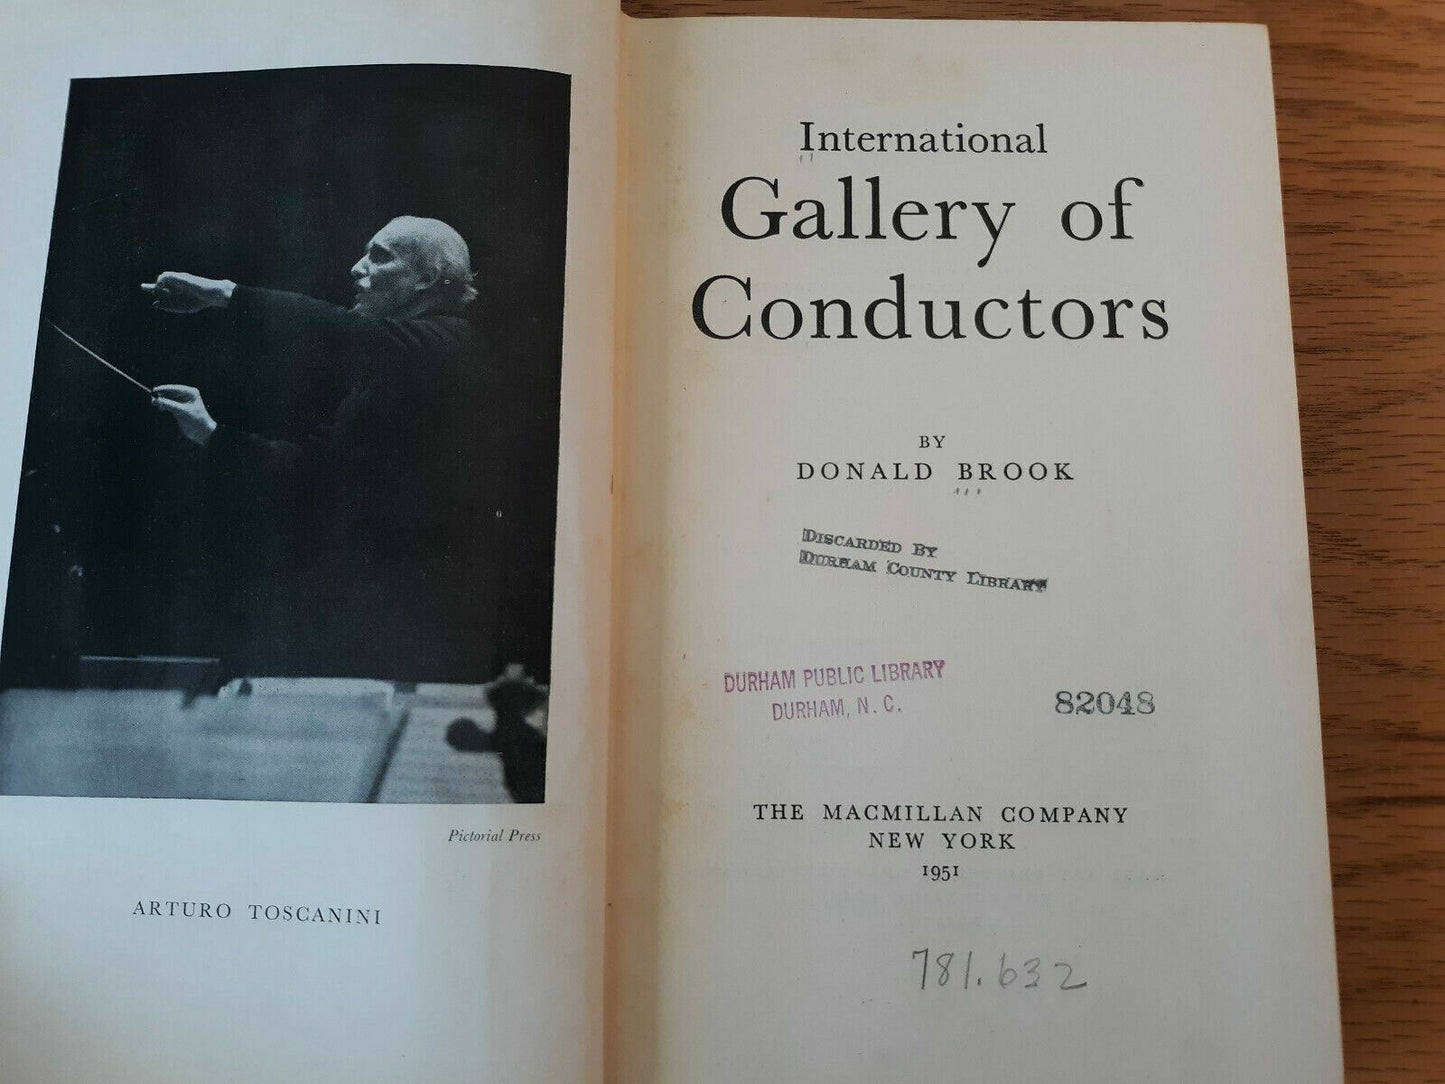 Pictorial Press
ARTURO TOSCANINI
International
Gallery of
Conductors
BY
DONALD BROOK
DISCARDED BY
DURHAM COUNTY LIBRARY
DURHAM PUBLIC LIBRARY
DURHAM, N. C.
82048
THE MACMILLAN COMPANY
NEW YORK
1951
781.632